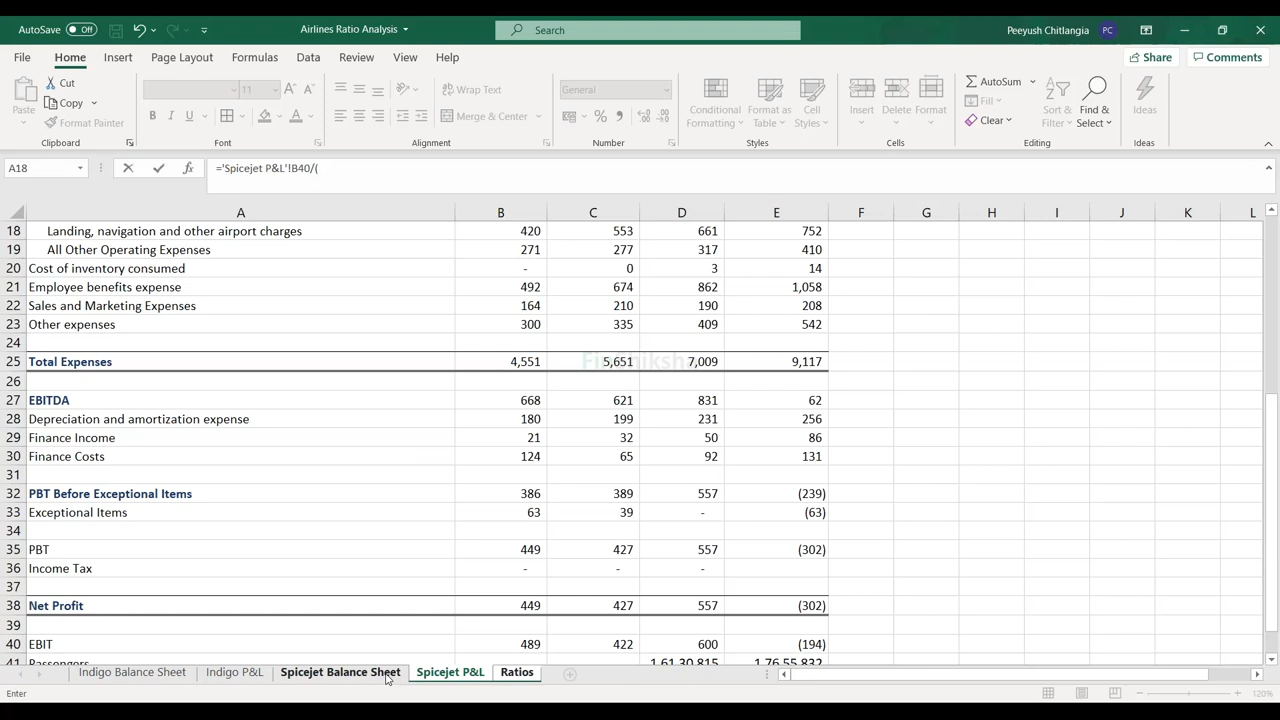 AutoSave Off Airlines Ratio Analysis Search Peeyush Chitlangia PC
File Home Insert Page Layout Formulas Data Review View Help Share Comments
Cut
Copy
Format Painter
Paste
11
Wrap Text
Merge & Center
General
Conditional Formatting
Format as Table
Cell Styles
Insert Delete Format
AutoSum
Fill
Clear
Sort & Filter
Find & Select
Ideas
Clipboard Font Alignment Number Styles Cells Editing Ideas
A18 fx ='Spicejet P&L'!B40/(
A B C D E F G H I J K L
18 Landing, navigation and other airport charges 420 553 661 752
19 All Other Operating Expenses 271 277 317 410
20 Cost of inventory consumed - 0 3 14
21 Employee benefits expense 492 674 862 1,058
22 Sales and Marketing Expenses 164 210 190 208
23 Other expenses 300 335 409 542
24
25 Total Expenses 4,551 5,651 7,009 9,117
26
27 EBITDA 668 621 831 62
28 Depreciation and amortization expense 180 199 231 256
29 Finance Income 21 32 50 86
30 Finance Costs 124 65 92 131
31
32 PBT Before Exceptional Items 386 389 557 (239)
33 Exceptional Items 63 39 - (63)
34
35 PBT 449 427 557 (302)
36 Income Tax - - -
37
38 Net Profit 449 427 557 (302)
39
40 EBIT 489 422 600 (194)
41 Passengers 1,61,30,815 1,76,55,832
Indigo Balance Sheet Indigo P&L Spicejet Balance Sheet Spicejet P&L Ratios
Enter 120%